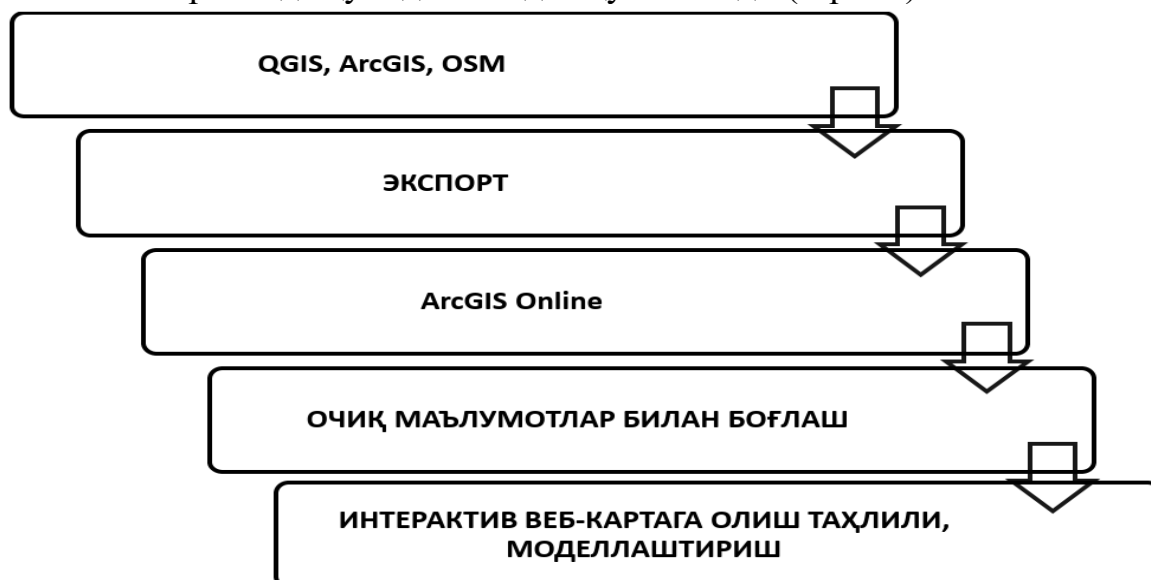 QGIS, ArcGIS, OSM
ЭКСПОРТ
ArcGIS Online
ОЧИҚ МАЪЛУМОТЛАР БИЛАН БОҒЛАШ
ИНТЕРАКТИВ ВЕБ-КАРТАГА ОЛИШ ТАҲЛИЛИ,
МОДЕЛЛАШТИРИШ